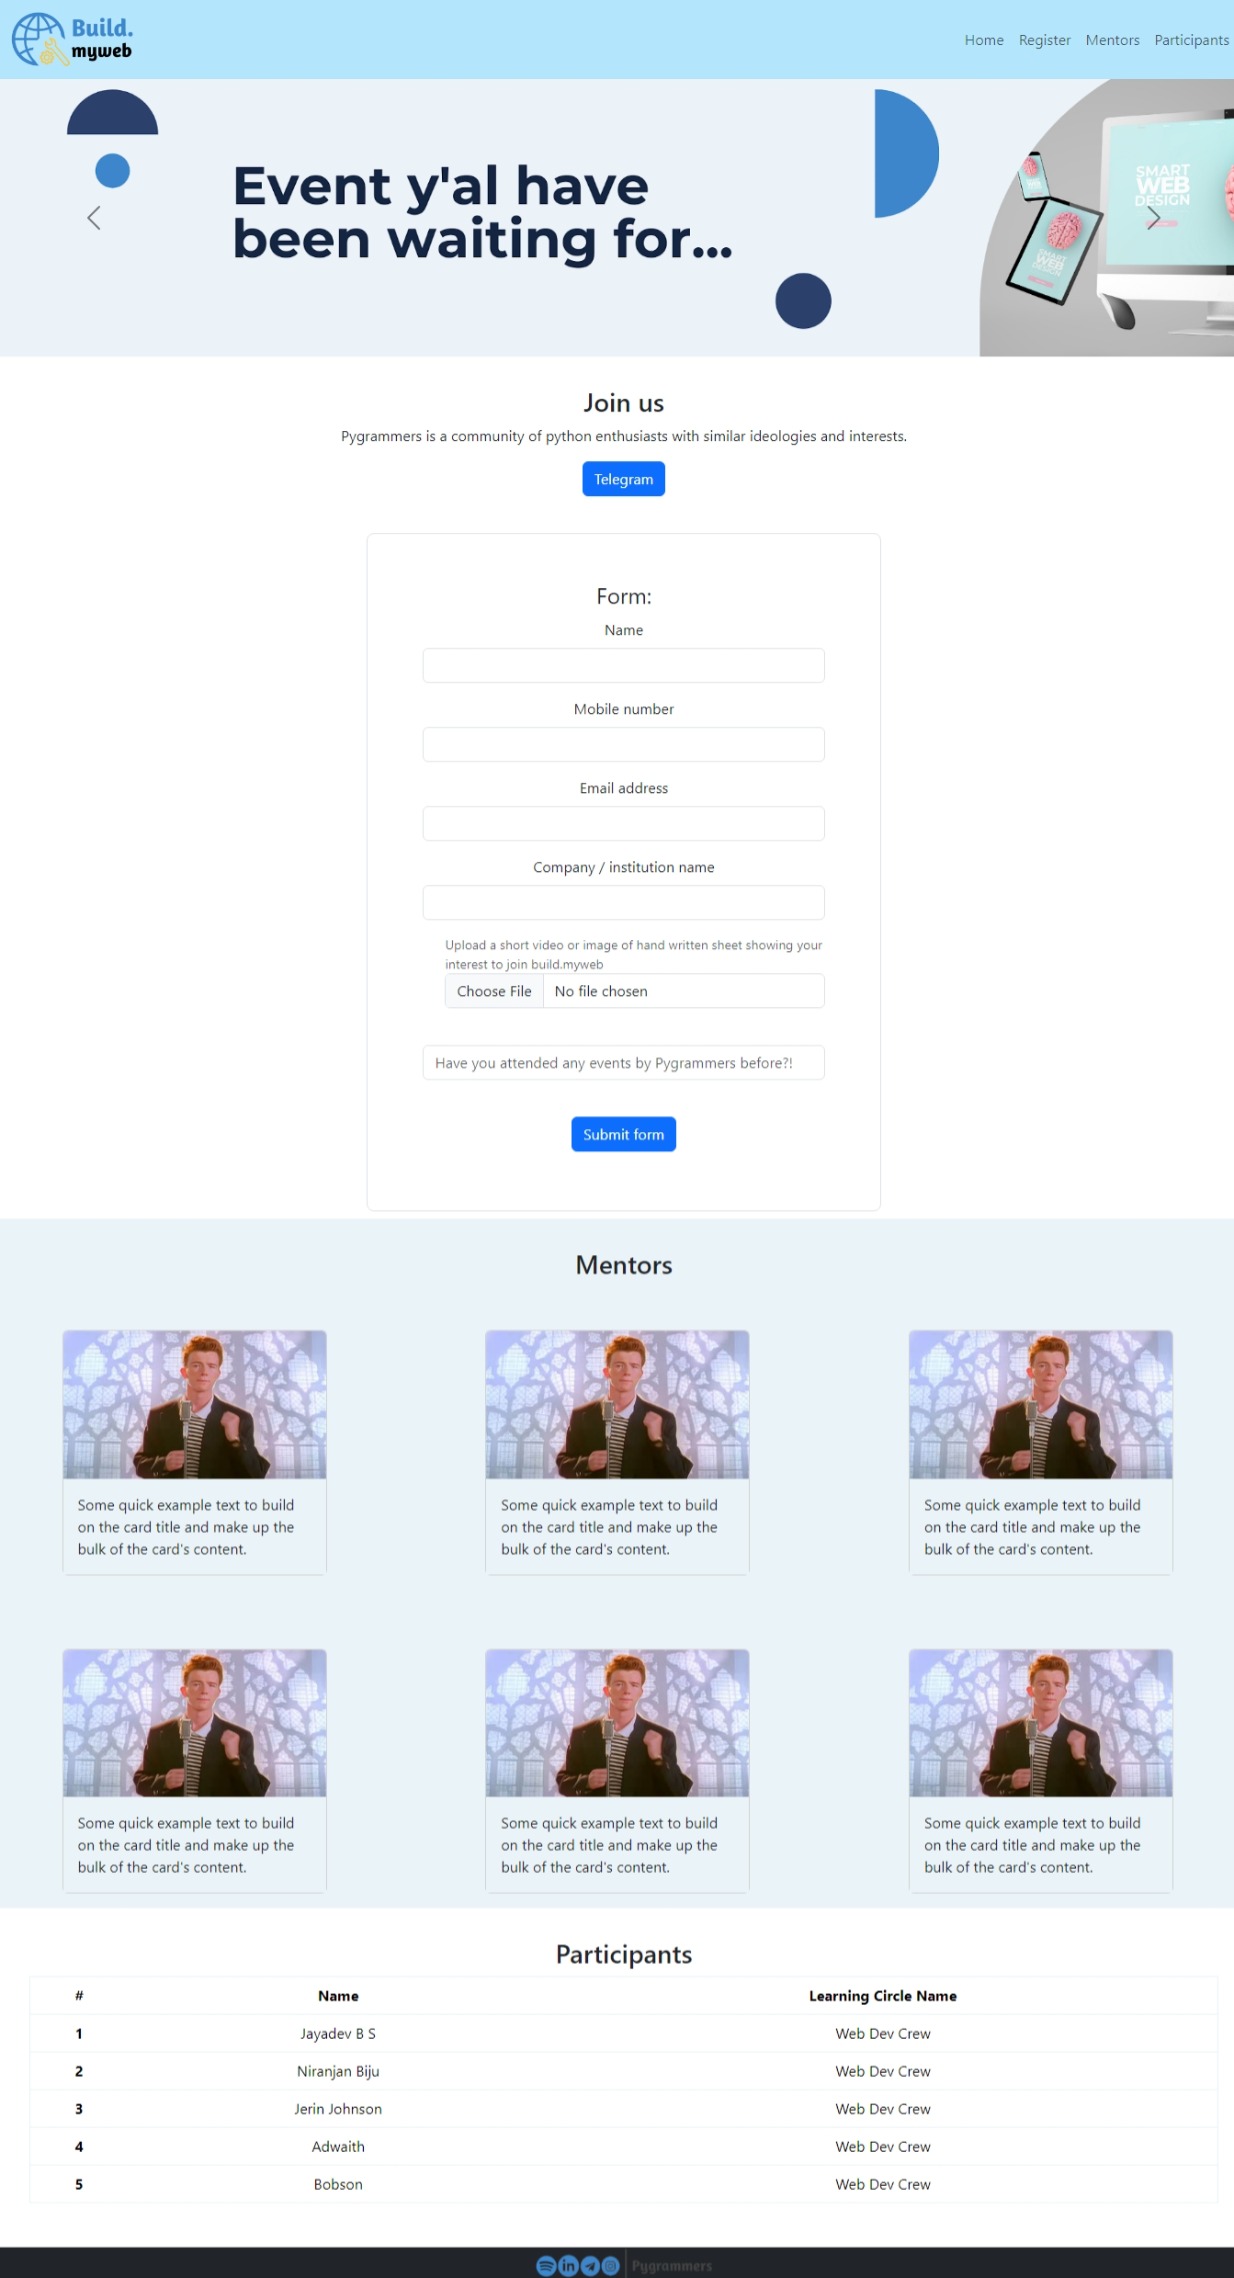 Build.
myweb
Home Register Mentors Participants
Event y'al have
been waiting for...
SMART
WEB
DESIGN
SMART
WEB
DESIGN
Join us
Pygrammers is a community of python enthusiasts with similar ideologies and interests.
Telegram
Form:
Name
Mobile number
Email address
Company / institution name
Upload a short video or image of hand written sheet showing your
interest to join build.myweb
Choose File No file chosen
Have you attended any events by Pygrammers before?!
Submit form
Mentors
Some quick example text to build
on the card title and make up the
bulk of the card's content.
Some quick example text to build
on the card title and make up the
bulk of the card's content.
Some quick example text to build
on the card title and make up the
bulk of the card's content.
Some quick example text to build
on the card title and make up the
bulk of the card's content.
Some quick example text to build
on the card title and make up the
bulk of the card's content.
Some quick example text to build
on the card title and make up the
bulk of the card's content.
Participants
# Name Learning Circle Name
1 Jayadev B S Web Dev Crew
2 Niranjan Biju Web Dev Crew
3 Jerin Johnson Web Dev Crew
4 Adwaith Web Dev Crew
5 Bobson Web Dev Crew
in Pygrammers